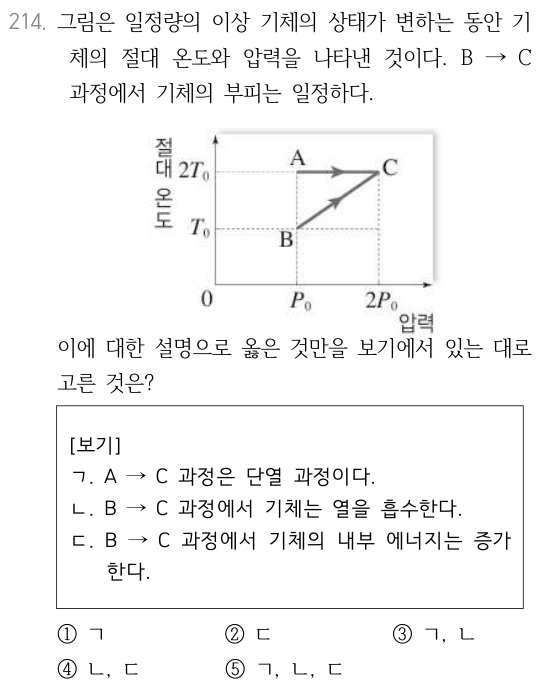 214. 그림은 일정량의 이상 기체의 상태가 변하는 동안 기
체의 절대 온도와 압력을 나타낸 것이다. B → C
과정에서 기체의 부피는 일정하다.
절대 온도
2T₀
A
C
T₀
B
0
P₀
2P₀
압력
이에 대한 설명으로 옳은 것만을 보기에서 있는 대로
고른 것은?
[보기]
ㄱ. A → C 과정은 단열 과정이다.
ㄴ. B → C 과정에서 기체는 열을 흡수한다.
ㄷ. B → C 과정에서 기체의 내부 에너지는 증가
한다.
① ㄱ ② ㄷ ③ ㄱ, ㄴ
④ ㄴ, ㄷ ⑤ ㄱ, ㄴ, ㄷ